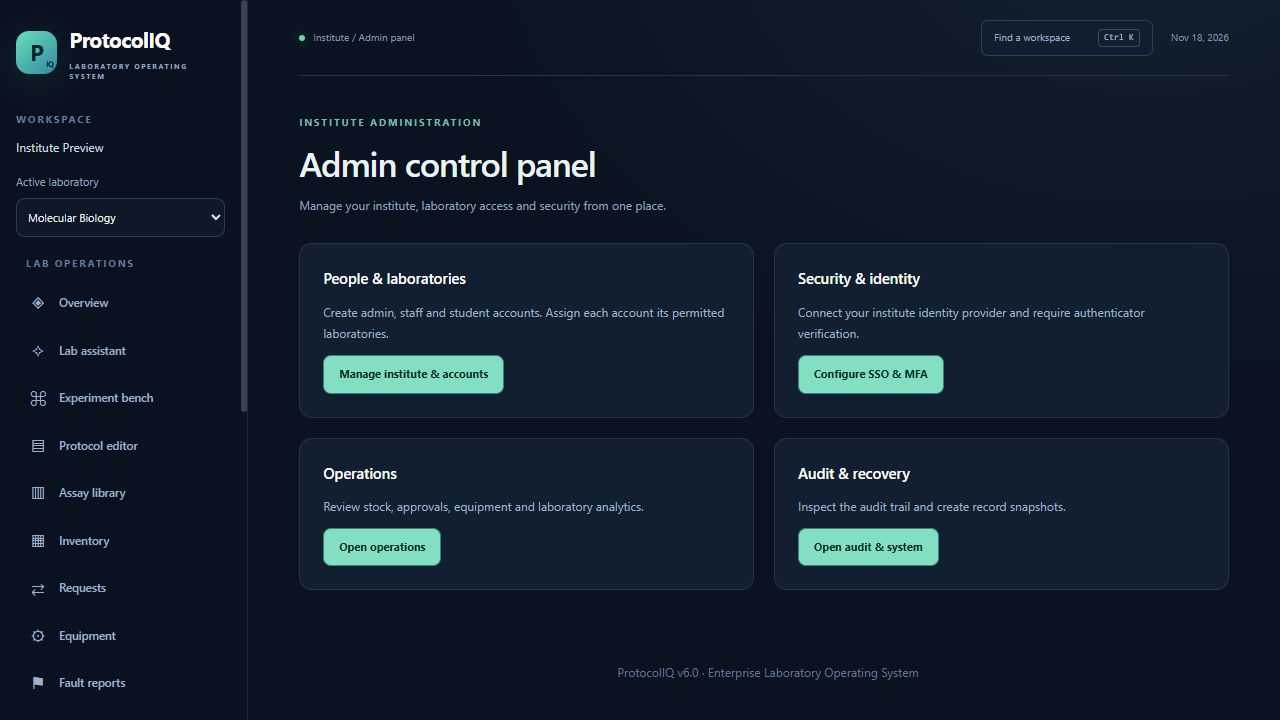 P
IQ
ProtocolIQ
LABORATORY OPERATING
SYSTEM
WORKSPACE
Institute Preview
Active laboratory
Molecular Biology
LAB OPERATIONS
Overview
Lab assistant
Experiment bench
Protocol editor
Assay library
Inventory
Requests
Equipment
Fault reports
Institute / Admin panel
Find a workspace
Ctrl K
Nov 18, 2026
INSTITUTE ADMINISTRATION
Admin control panel
Manage your institute, laboratory access and security from one place.
People & laboratories
Create admin, staff and student accounts. Assign each account its permitted
laboratories.
Manage institute & accounts
Security & identity
Connect your institute identity provider and require authenticator
verification.
Configure SSO & MFA
Operations
Review stock, approvals, equipment and laboratory analytics.
Open operations
Audit & recovery
Inspect the audit trail and create record snapshots.
Open audit & system
ProtocolIQ v6.0 · Enterprise Laboratory Operating System